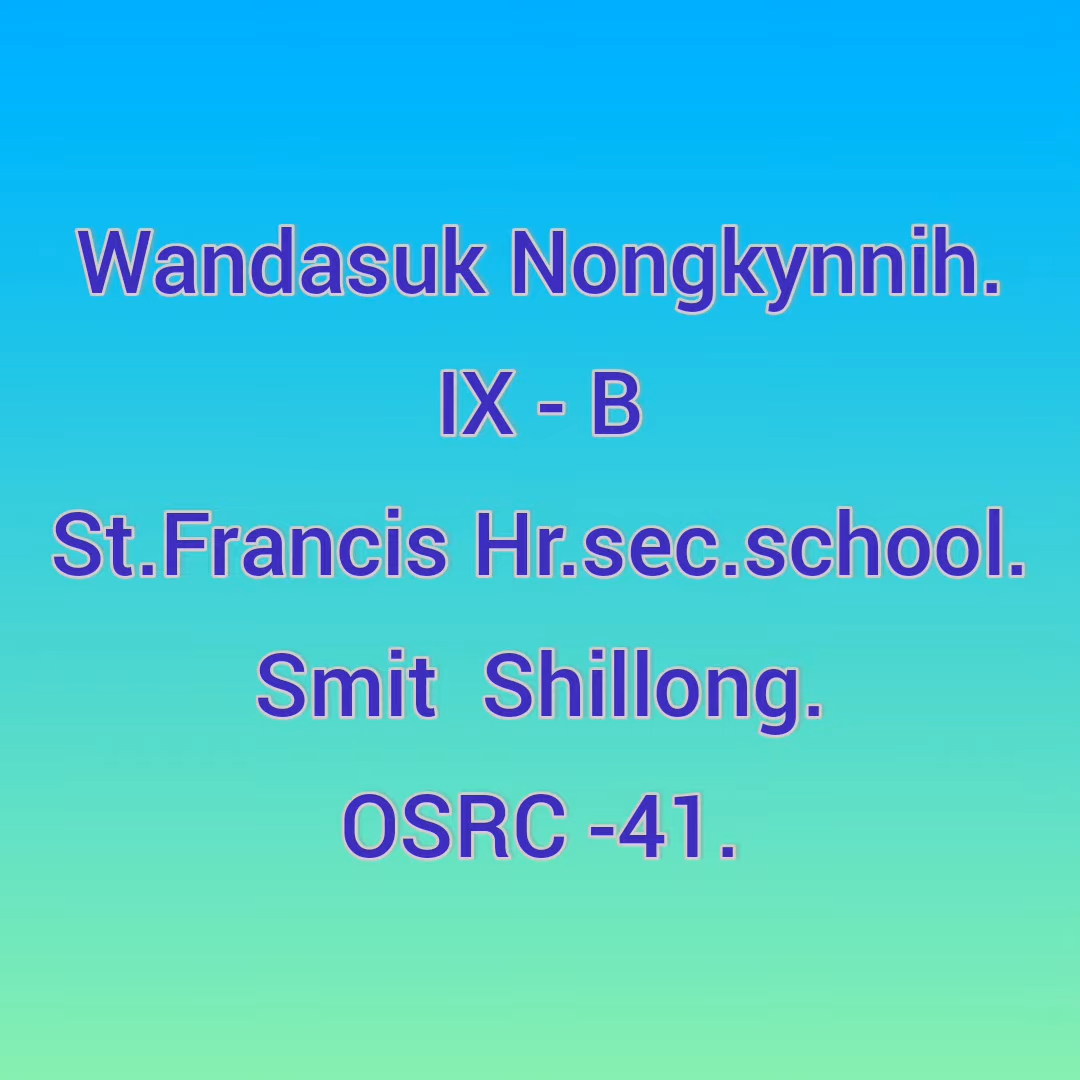 Wandasuk Nongkynnih.
IX - B
St.Francis Hr.sec.school.
Smit  Shillong.
OSRC -41.